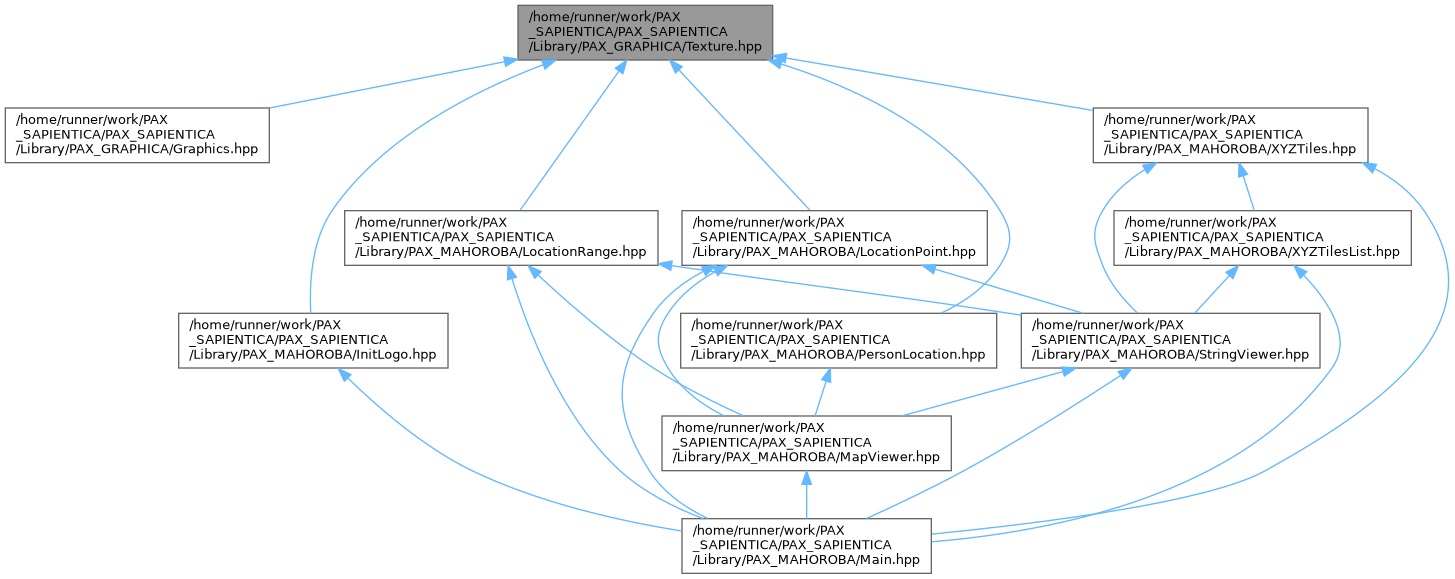 /home/runner/work/PAX
_SAPIENTICA/PAX_SAPIENTICA
/Library/PAX_GRAPHICA/Texture.hpp
/home/runner/work/PAX
_SAPIENTICA/PAX_SAPIENTICA
/Library/PAX_GRAPHICA/Graphics.hpp
/home/runner/work/PAX
_SAPIENTICA/PAX_SAPIENTICA
/Library/PAX_MAHOROBA/XYZTiles.hpp
/home/runner/work/PAX
_SAPIENTICA/PAX_SAPIENTICA
/Library/PAX_MAHOROBA/LocationRange.hpp
/home/runner/work/PAX
_SAPIENTICA/PAX_SAPIENTICA
/Library/PAX_MAHOROBA/LocationPoint.hpp
/home/runner/work/PAX
_SAPIENTICA/PAX_SAPIENTICA
/Library/PAX_MAHOROBA/XYZTilesList.hpp
/home/runner/work/PAX
_SAPIENTICA/PAX_SAPIENTICA
/Library/PAX_MAHOROBA/InitLogo.hpp
/home/runner/work/PAX
_SAPIENTICA/PAX_SAPIENTICA
/Library/PAX_MAHOROBA/PersonLocation.hpp
/home/runner/work/PAX
_SAPIENTICA/PAX_SAPIENTICA
/Library/PAX_MAHOROBA/StringViewer.hpp
/home/runner/work/PAX
_SAPIENTICA/PAX_SAPIENTICA
/Library/PAX_MAHOROBA/MapViewer.hpp
/home/runner/work/PAX
_SAPIENTICA/PAX_SAPIENTICA
/Library/PAX_MAHOROBA/Main.hpp